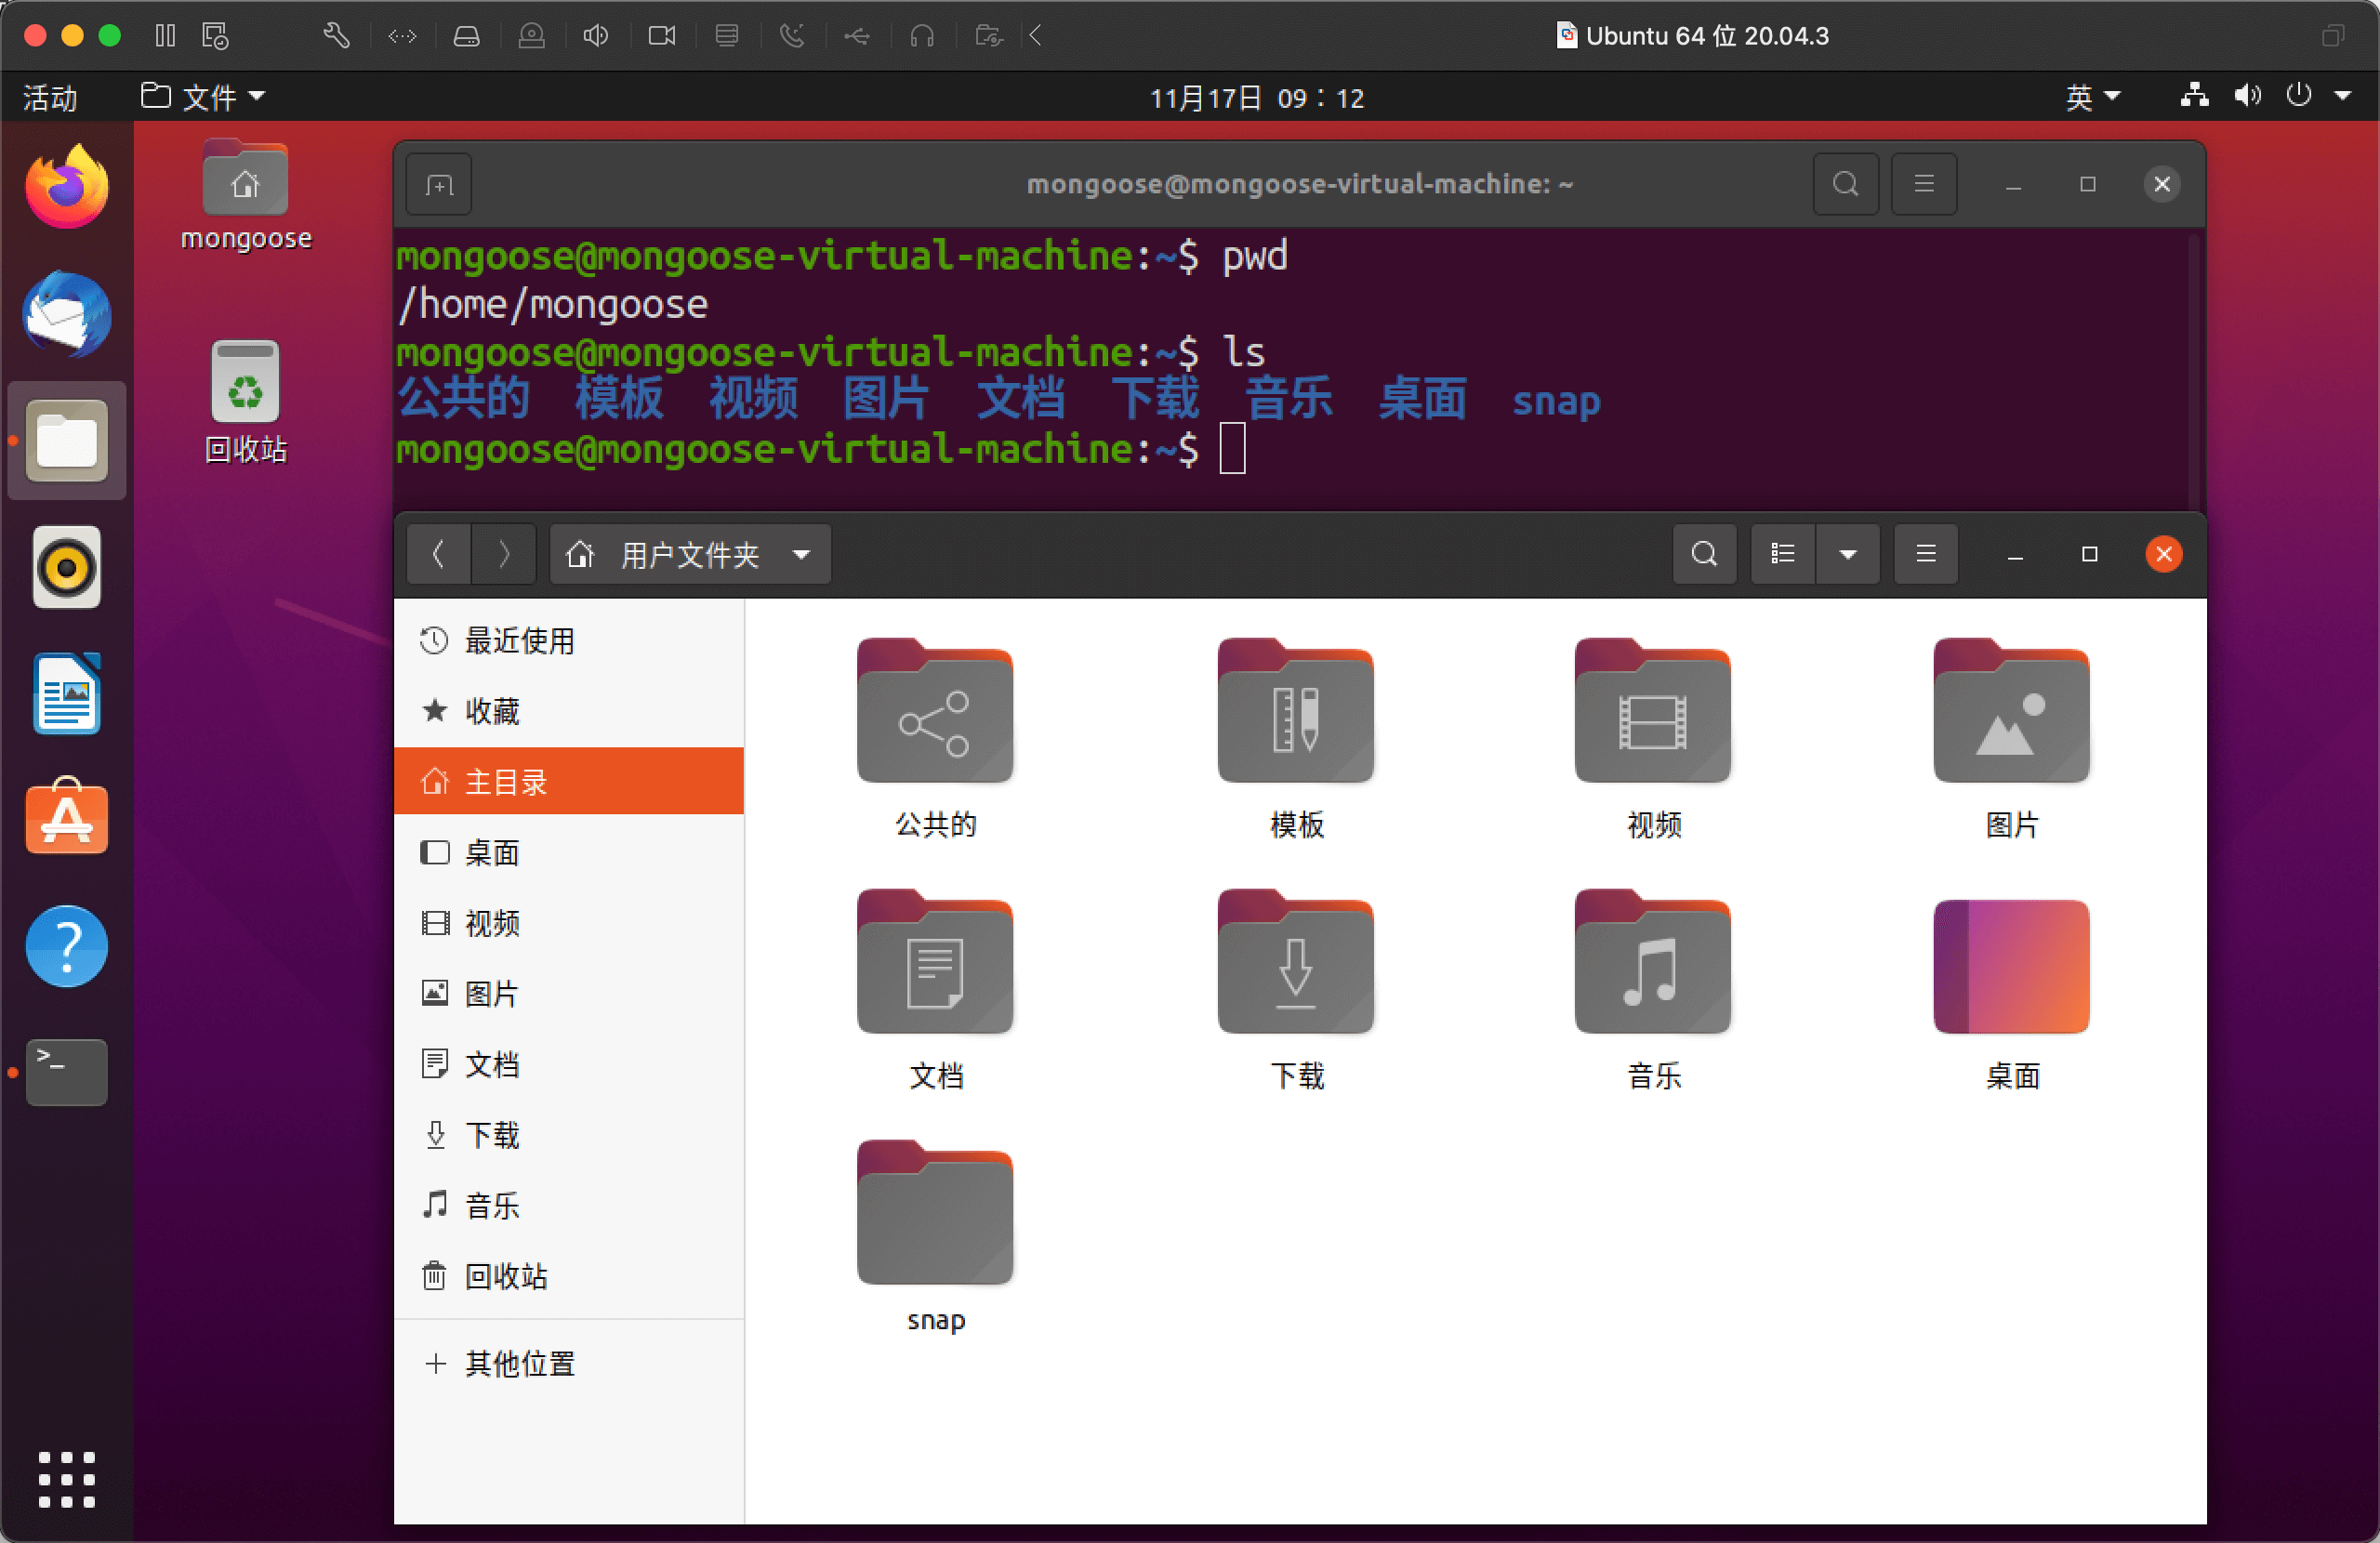 Ubuntu 64 位 20.04.3
活动 文件 11月17日 09：12 英
mongoose
回收站
mongoose@mongoose-virtual-machine: ~
mongoose@mongoose-virtual-machine:~$ pwd
/home/mongoose
mongoose@mongoose-virtual-machine:~$ ls
公共的 模板 视频 图片 文档 下载 音乐 桌面 snap
mongoose@mongoose-virtual-machine:~$
用户文件夹
最近使用
收藏
主目录
桌面
视频
图片
文档
下载
音乐
回收站
其他位置
公共的 模板 视频 图片
文档 下载 音乐 桌面
snap